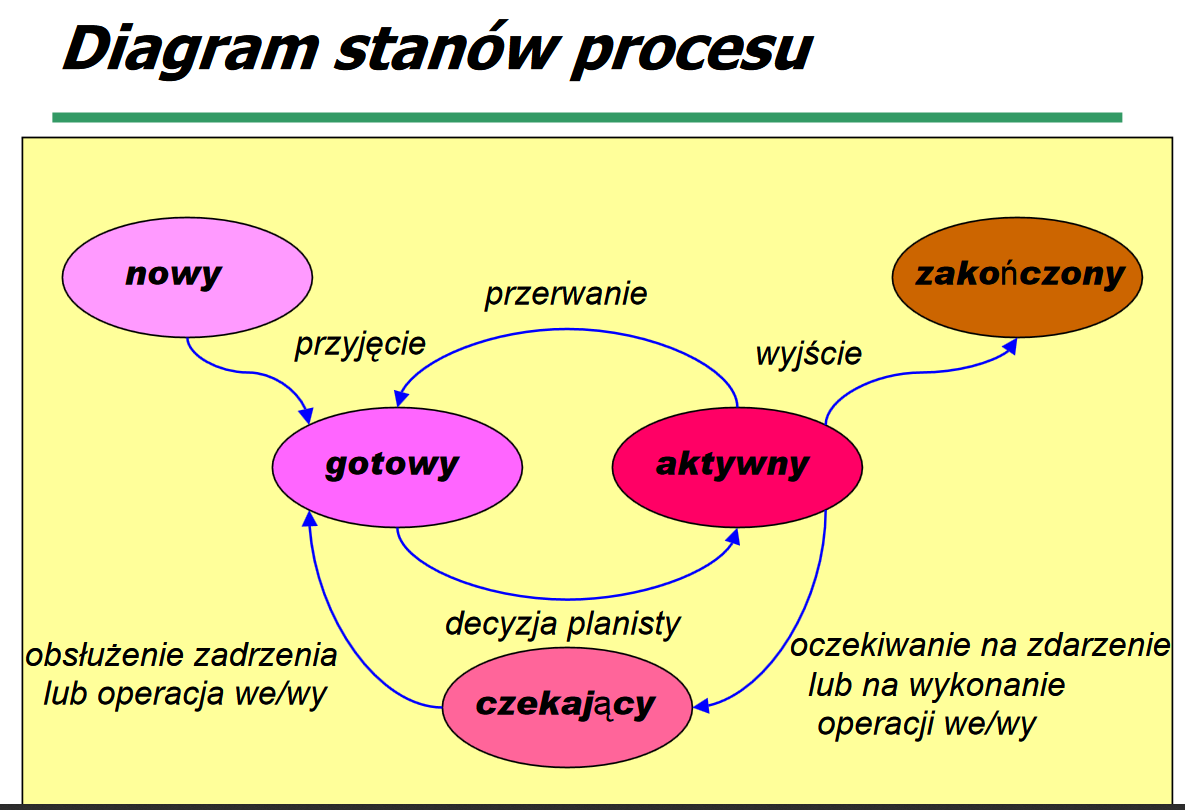 Diagram stanów procesu
nowy
zakończony
przerwanie
przyjęcie
wyjście
gotowy
aktywny
decyzja planisty
obsłużenie zadrzenia
lub operacja we/wy
oczekiwanie na zdarzenie
lub na wykonanie
operacji we/wy
czekający